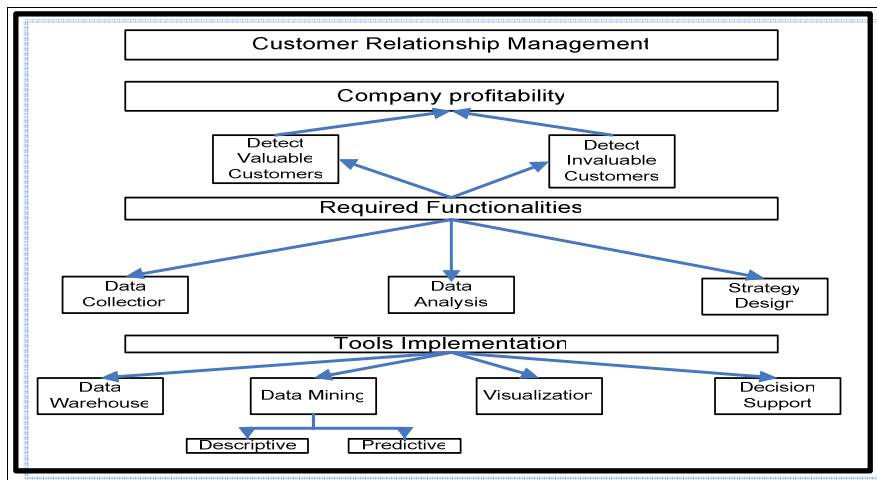 Customer Relationship Management
Company profitability
Detect
Valuable
Customers
Detect
Invaluable
Customers
Required Functionalities
Data
Collection
Data
Analysis
Strategy
Design
Tools Implementation
Data
Warehouse
Data Mining
Visualization
Decision
Support
Descriptive
Predictive